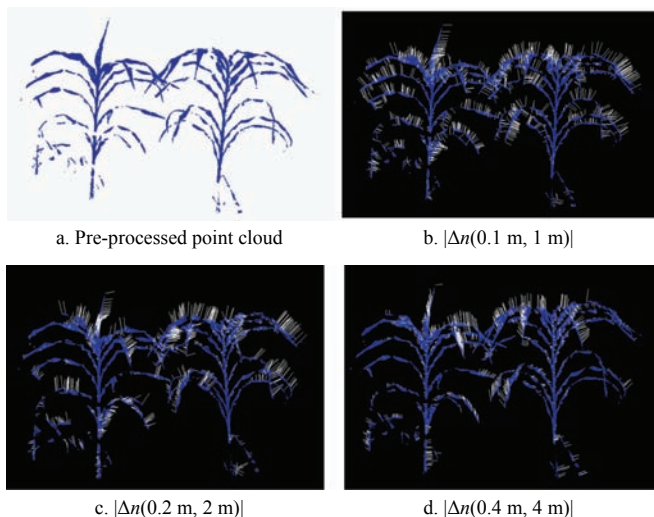 a. Pre-processed point cloud
b. |Δn(0.1 m, 1 m)|
c. |Δn(0.2 m, 2 m)|
d. |Δn(0.4 m, 4 m)|